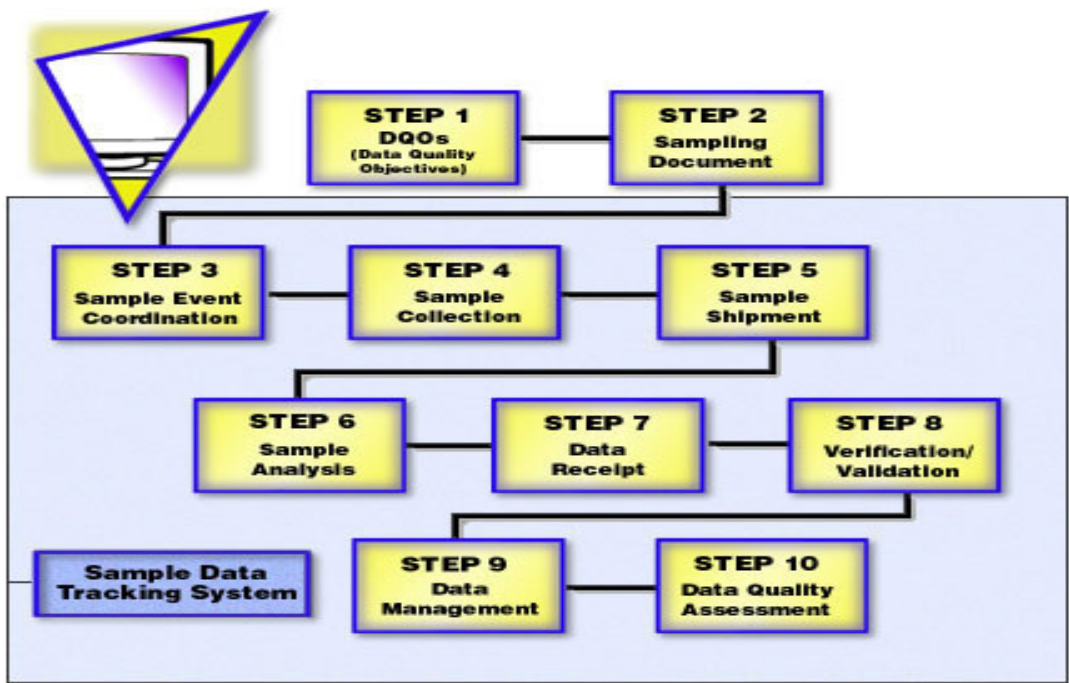 STEP 1
DQOs
(Data Quality
Objectives)
STEP 2
Sampling
Document
STEP 3
Sample Event
Coordination
STEP 4
Sample
Collection
STEP 5
Sample
Shipment
STEP 6
Sample
Analysis
STEP 7
Data
Receipt
STEP 8
Verification/
Validation
STEP 9
Data
Management
STEP 10
Data Quality
Assessment
Sample Data
Tracking System